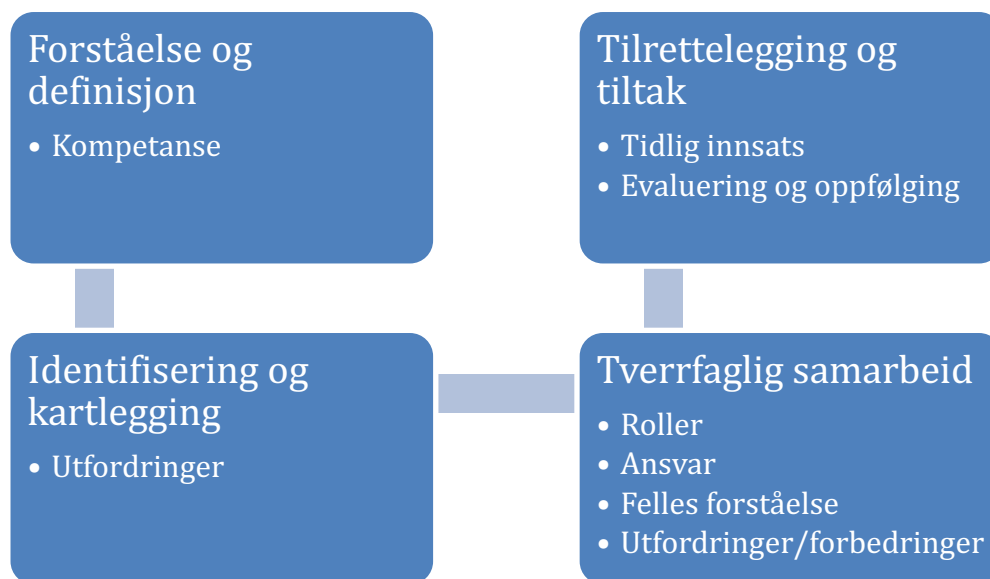 Forståelse og
definisjon
• Kompetanse
Identifisering og
kartlegging
• Utfordringer
Tverrfaglig samarbeid
• Roller
• Ansvar
• Felles forståelse
• Utfordringer/forbedringer
Tilrettelegging og
tiltak
• Tidlig innsats
• Evaluering og oppfølging